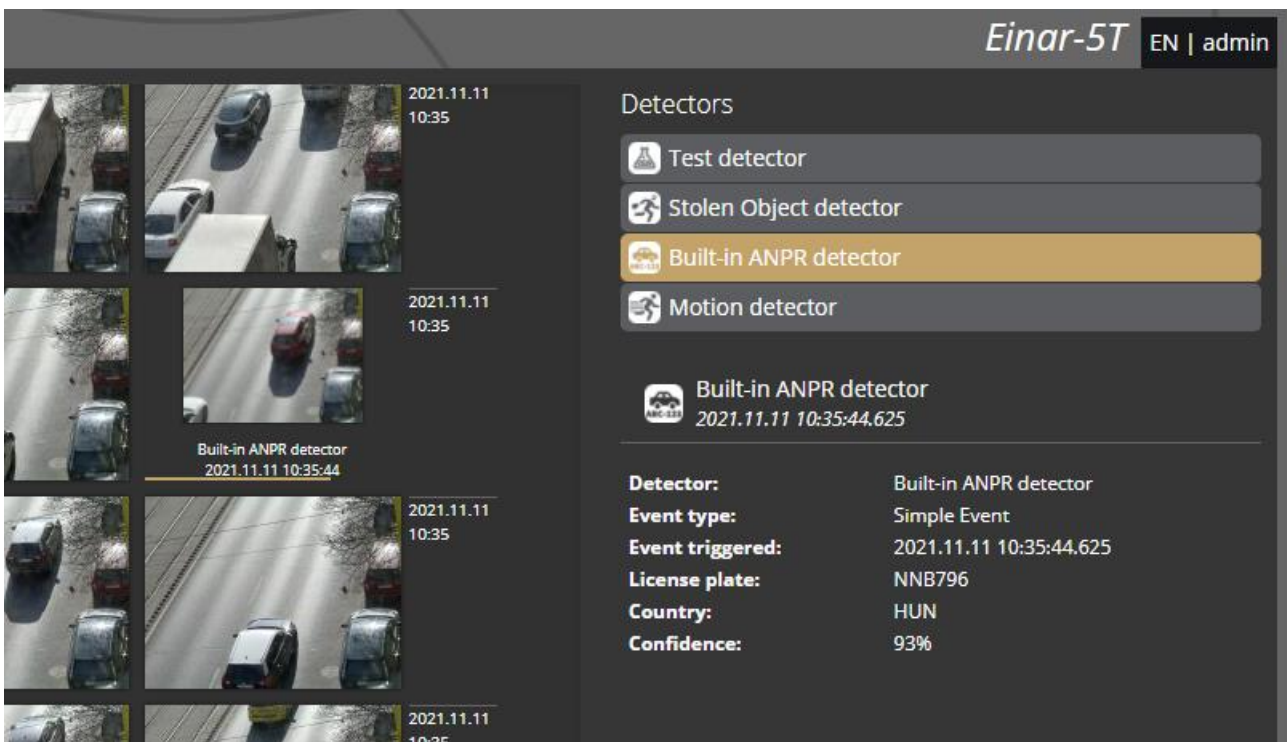 Einar-5T EN | admin
2021.11.11
10:35
2021.11.11
10:35
Built-in ANPR detector
2021.11.11 10:35:44
2021.11.11
10:35
2021.11.11
10:35
Detectors
Test detector
Stolen Object detector
Built-in ANPR detector
Motion detector
Built-in ANPR detector
2021.11.11 10:35:44.625
Detector: Built-in ANPR detector
Event type: Simple Event
Event triggered: 2021.11.11 10:35:44.625
License plate: NNB796
Country: HUN
Confidence: 93%